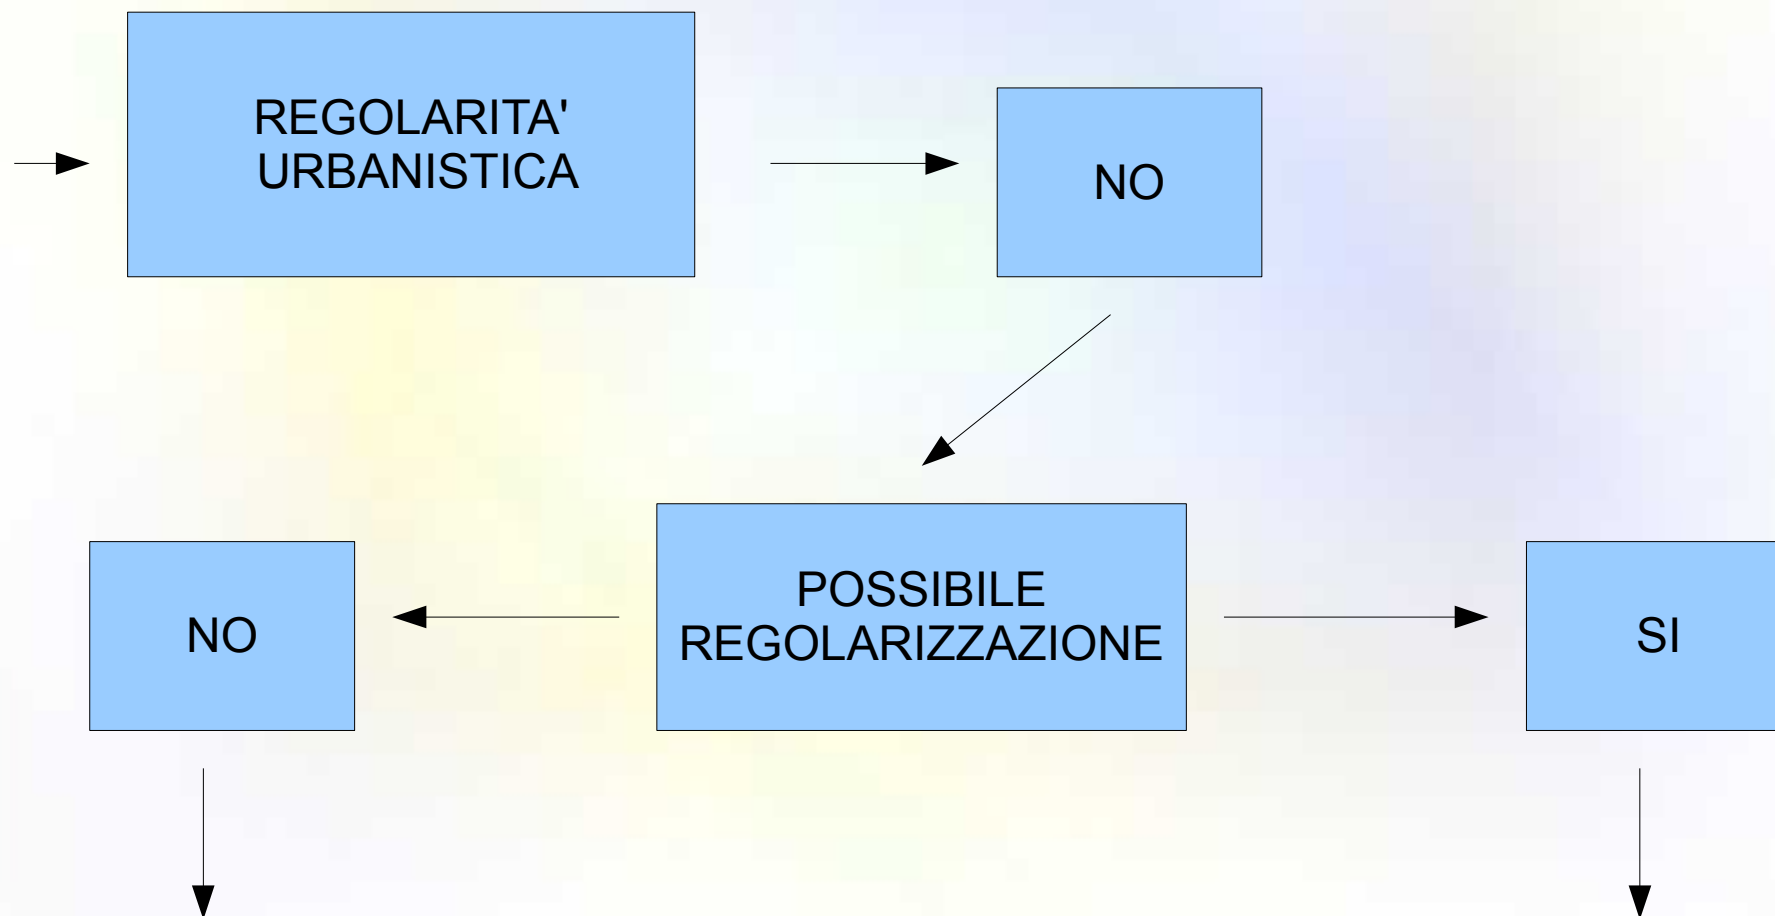 REGOLARITA'
URBANISTICA
NO
NO
POSSIBILE
REGOLARIZZAZIONE
SI